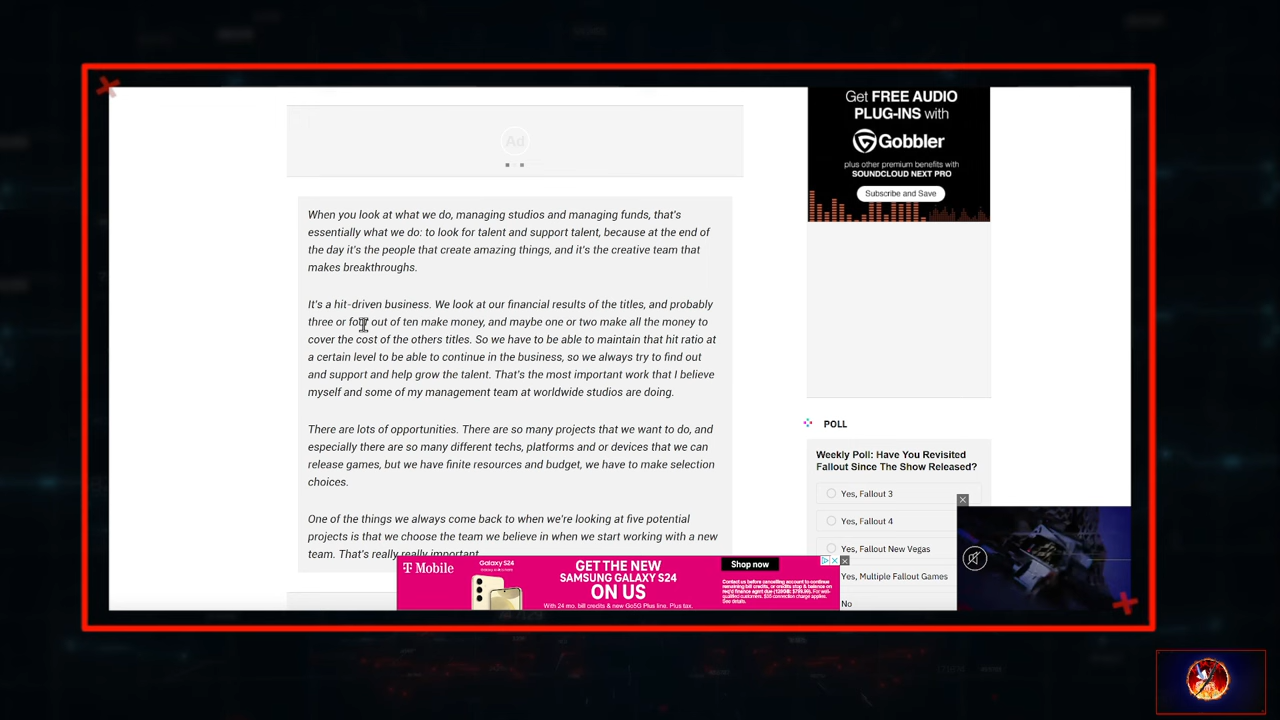 Ad
When you look at what we do, managing studios and managing funds, that's
essentially what we do: to look for talent and support talent, because at the end of
the day it's the people that create amazing things, and it's the creative team that
makes breakthroughs.
It's a hit-driven business. We look at our financial results of the titles, and probably
three or four out of ten make money, and maybe one or two make all the money to
cover the cost of the others titles. So we have to be able to maintain that hit ratio at
a certain level to be able to continue in the business, so we always try to find out
and support and help grow the talent. That's the most important work that I believe
myself and some of my management team at worldwide studios are doing.
There are lots of opportunities. There are so many projects that we want to do, and
especially there are so many different techs, platforms and or devices that we can
release games, but we have finite resources and budget, we have to make selection
choices.
One of the things we always come back to when we're looking at five potential
projects is that we choose the team we believe in when we start working with a new
team. That's really really important
Get FREE AUDIO
PLUG-INS with
Gobbler
plus other premium benefits with
SOUNDCLOUD NEXT PRO
Subscribe and Save
POLL
Weekly Poll: Have You Revisited
Fallout Since The Show Released?
Yes, Fallout 3
Yes, Fallout 4
Yes, Fallout New Vegas
Yes, Multiple Fallout Games
No
T Mobile
Galaxy S24
GET THE NEW
SAMSUNG GALAXY S24
ON US
With 24 mo. bill credits & new Go5G Plus line. Plus tax.
Shop now